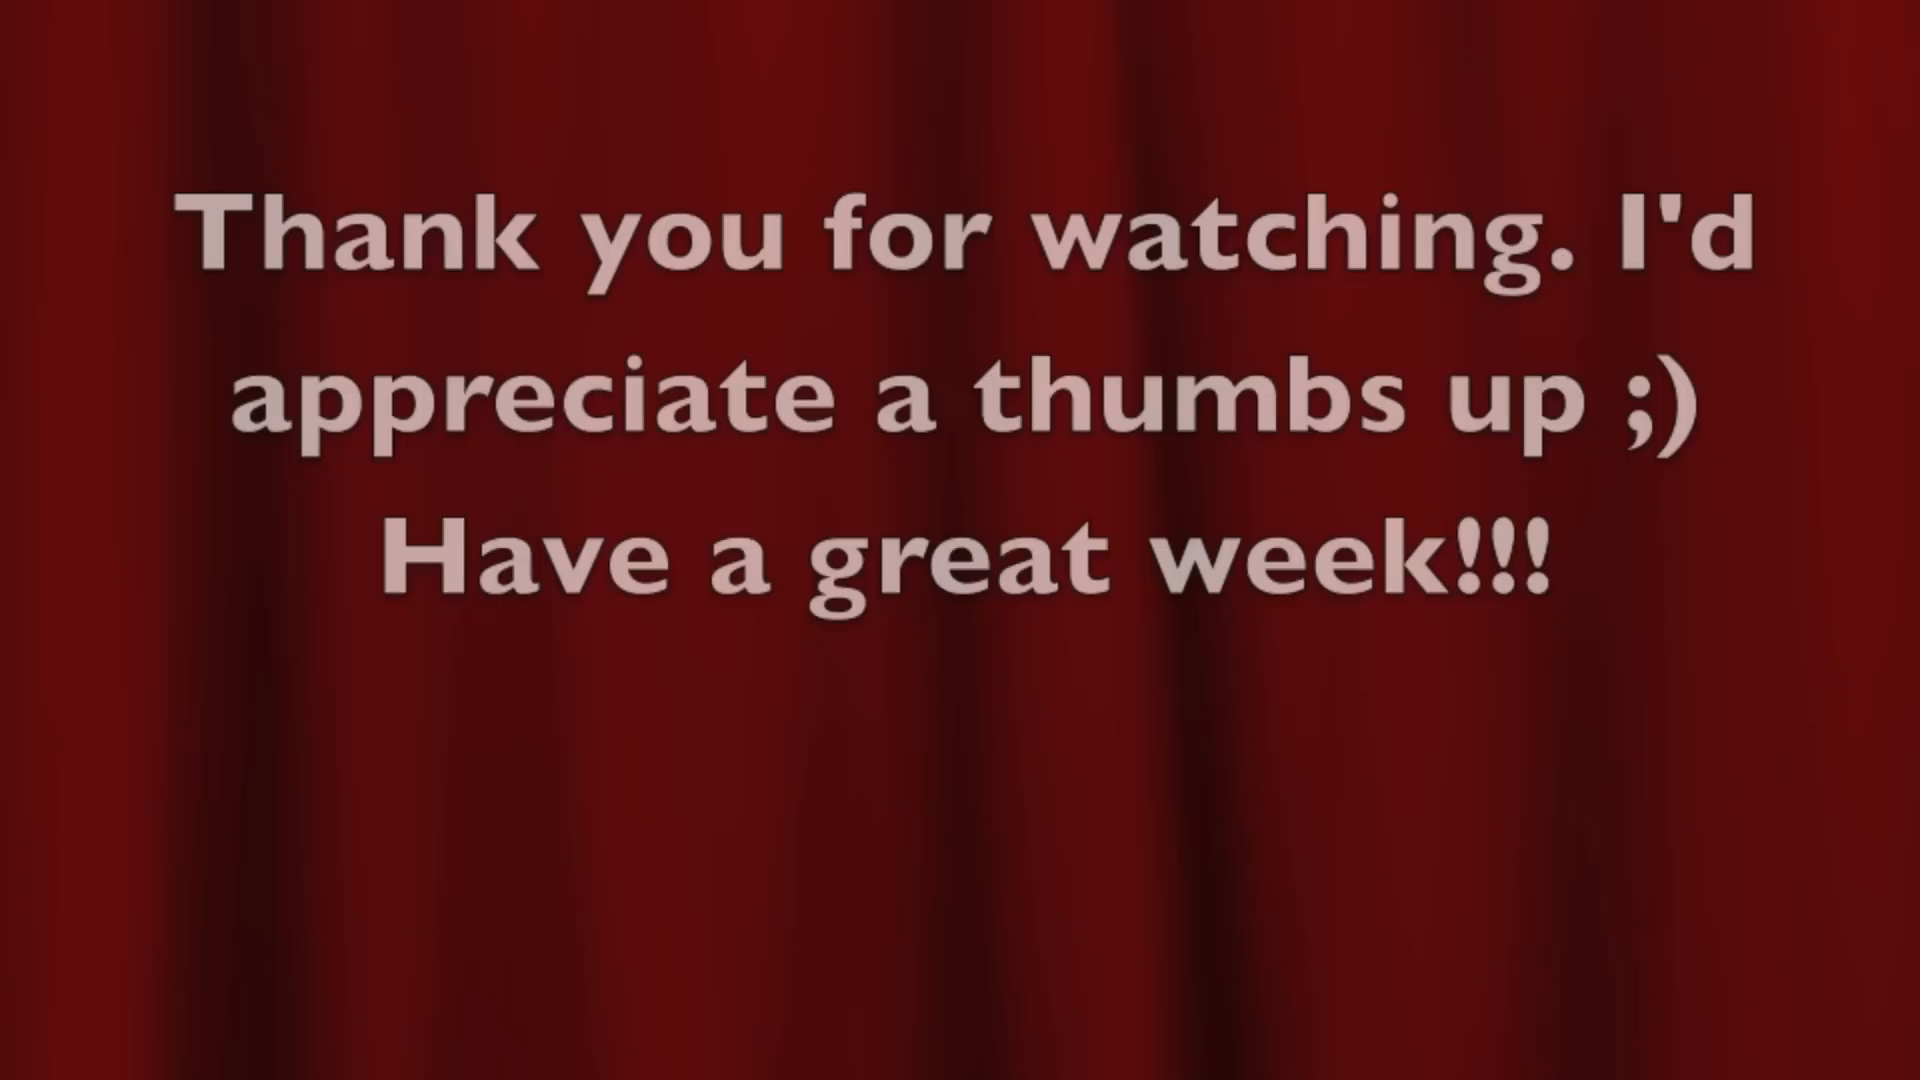 Thank you for watching. I'd
appreciate a thumbs up ;)
Have a great week!!!